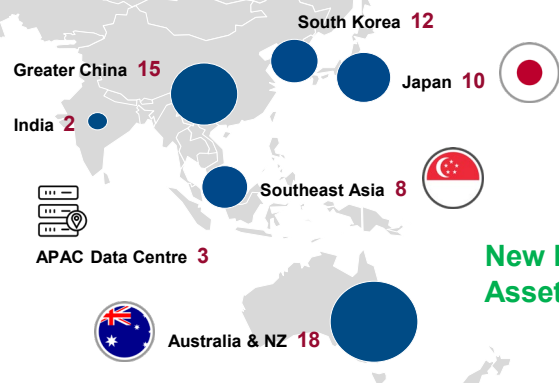 South Korea 12
Greater China 15
Japan 10
India 2
Southeast Asia 8
APAC Data Centre 3
New
Asset
Australia & NZ 18